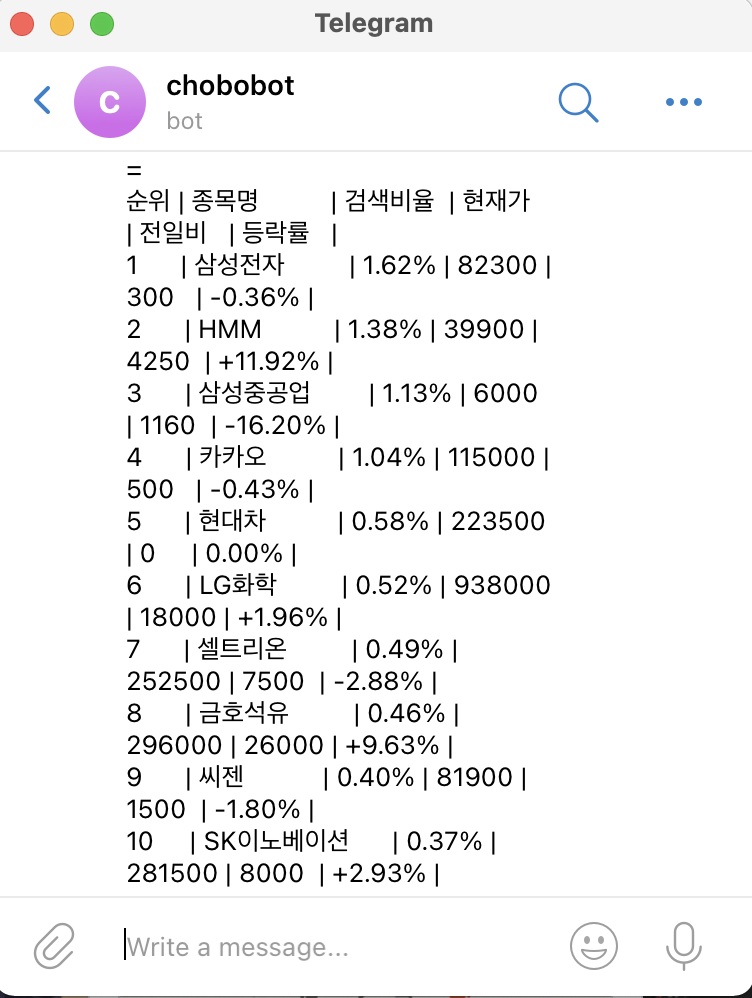 Telegram
C
chobobot
bot
=
순위 | 종목명 | 검색비율 | 현재가
| 전일비 | 등락률 |
1 | 삼성전자 | 1.62% | 82300 |
300 | -0.36% |
2 | HMM | 1.38% | 39900 |
4250 | +11.92% |
3 | 삼성중공업 | 1.13% | 6000
| 1160 | -16.20% |
4 | 카카오 | 1.04% | 115000 |
500 | -0.43% |
5 | 현대차 | 0.58% | 223500
| 0 | 0.00% |
6 | LG화학 | 0.52% | 938000
| 18000 | +1.96% |
7 | 셀트리온 | 0.49% |
252500 | 7500 | -2.88% |
8 | 금호석유 | 0.46% |
296000 | 26000 | +9.63% |
9 | 씨젠 | 0.40% | 81900 |
1500 | -1.80% |
10 | SK이노베이션 | 0.37% |
281500 | 8000 | +2.93% |
Write a message...